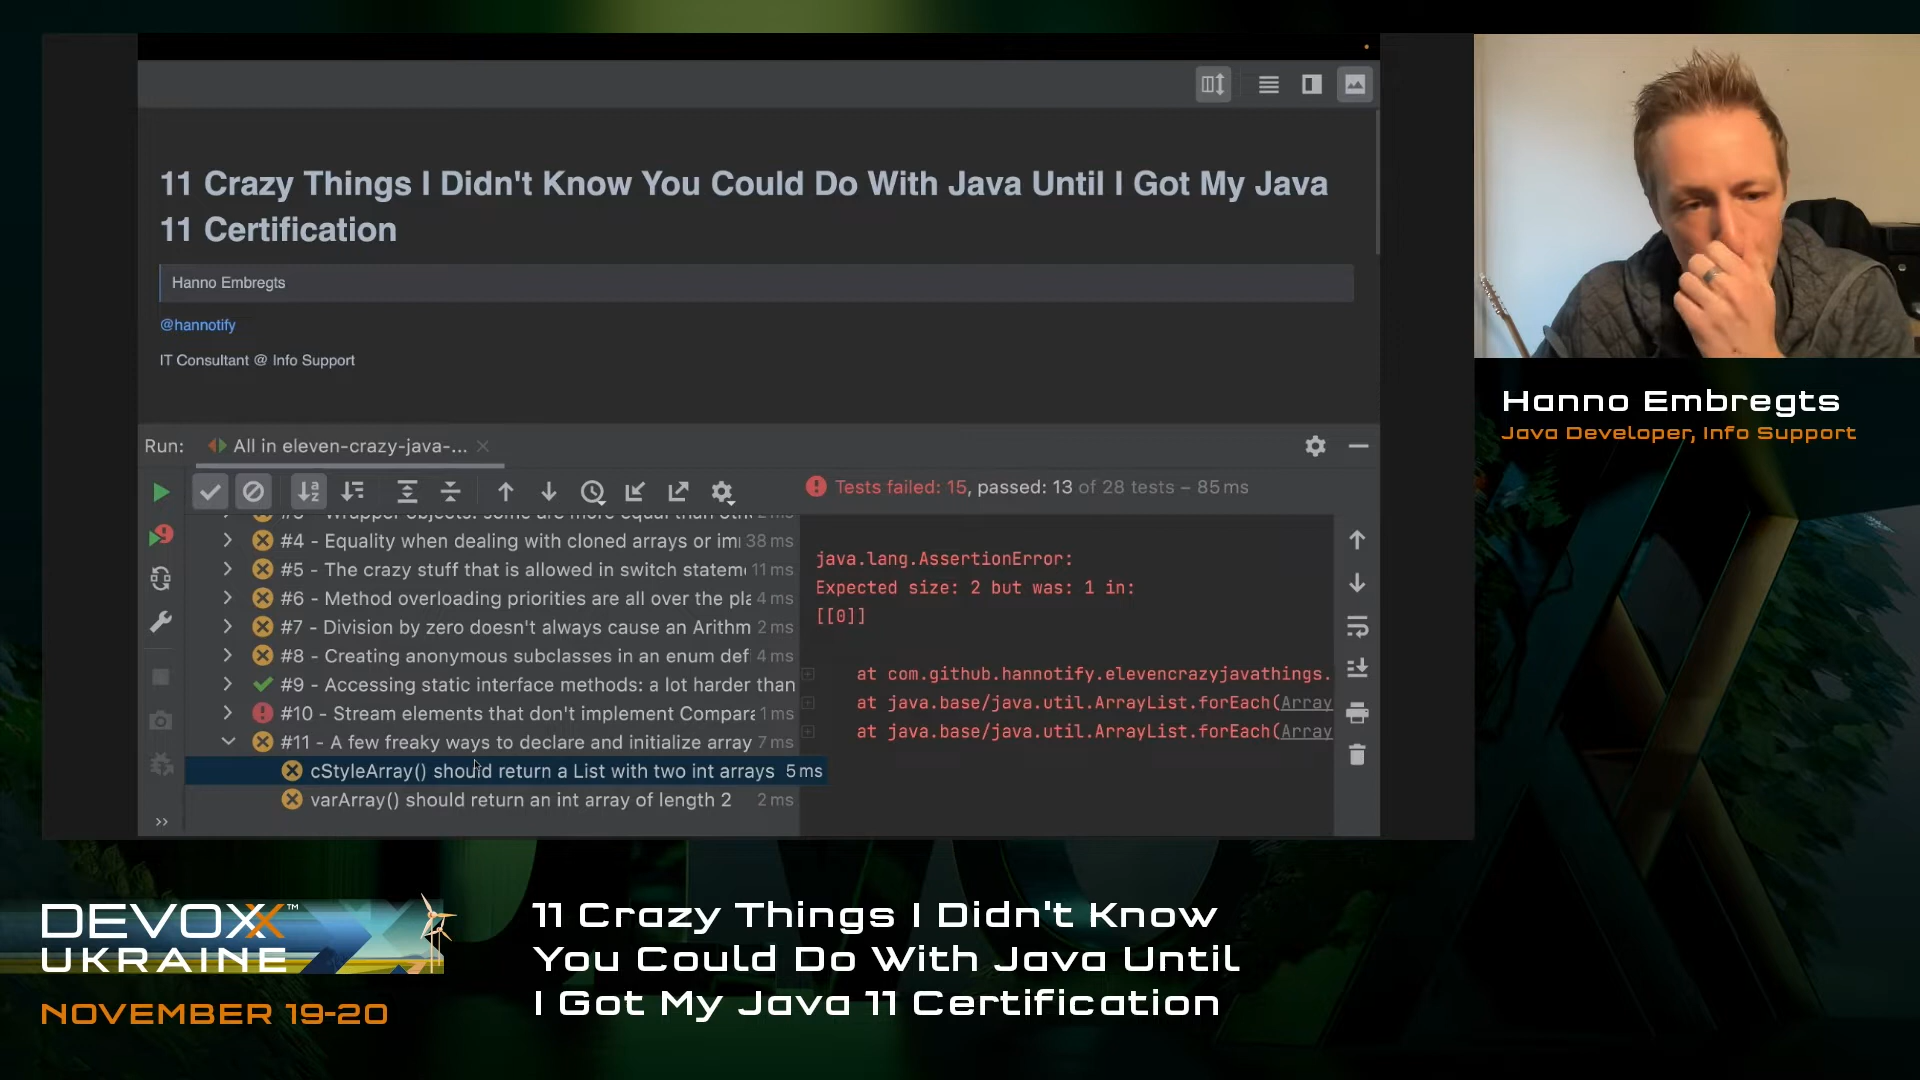 11 Crazy Things I Didn't Know You Could Do With Java Until I Got My Java
11 Certification
Hanno Embregts
@hannotify
IT Consultant @ Info Support
Run: All in eleven-crazy-java-...
Tests failed: 15, passed: 13 of 28 tests – 85 ms
#3 - Wrapper objects: some are more equal than
#4 - Equality when dealing with cloned arrays or im 38 ms
#5 - The crazy stuff that is allowed in switch statem 11 ms
#6 - Method overloading priorities are all over the pla 4 ms
#7 - Division by zero doesn't always cause an Arithm 2 ms
#8 - Creating anonymous subclasses in an enum def 4 ms
#9 - Accessing static interface methods: a lot harder than
#10 - Stream elements that don't implement Compara 1 ms
#11 - A few freaky ways to declare and initialize array 7 ms
cStyleArray() should return a List with two int arrays 5 ms
varArray() should return an int array of length 2 2 ms
java.lang.AssertionError:
Expected size: 2 but was: 1 in:
[[0]]
at com.github.hannotify.elevencrazyjavathings.
at java.base/java.util.ArrayList.forEach(Array
at java.base/java.util.ArrayList.forEach(Array
Hanno Embregts
Java Developer, Info Support
DEVOXX™
UKRAINE
NOVEMBER 19-20
11 Crazy Things I Didn't Know
You Could Do With Java Until
I Got My Java 11 Certification